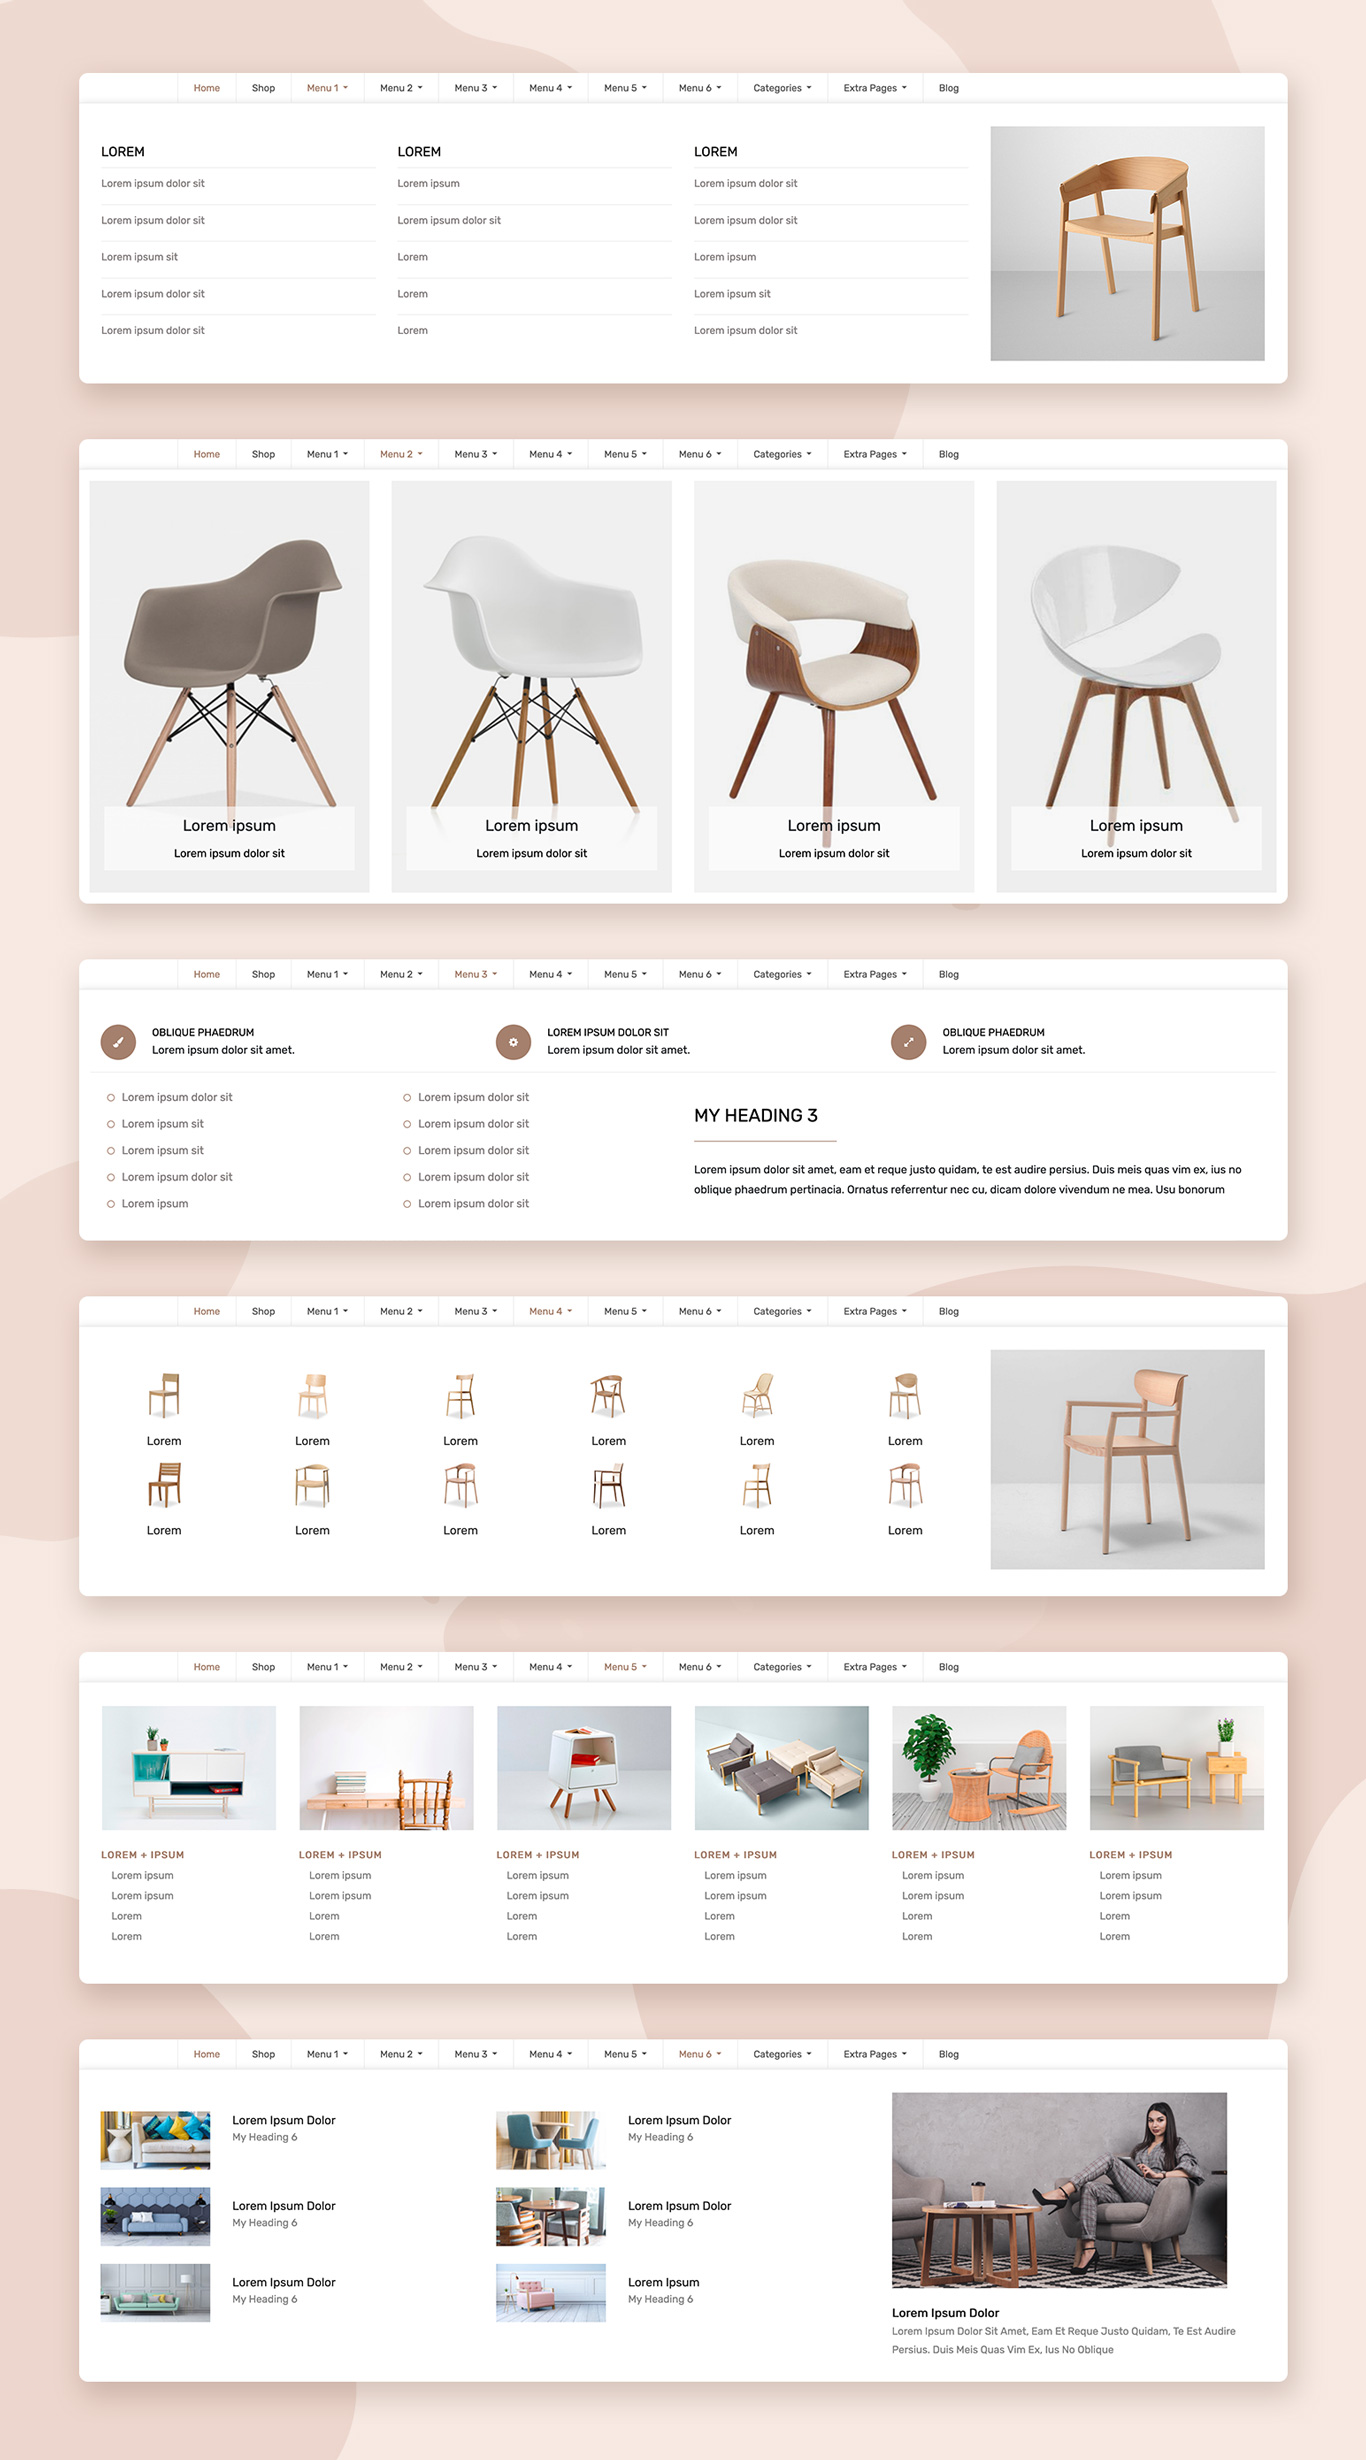 Home Shop Menu 1 Menu 2 Menu 3 Menu 4 Menu 5 Menu 6 Categories Extra Pages Blog
LOREM LOREM LOREM
Lorem ipsum dolor sit Lorem ipsum Lorem ipsum dolor sit
Lorem ipsum dolor sit Lorem ipsum dolor sit Lorem ipsum dolor sit
Lorem ipsum sit Lorem Lorem ipsum
Lorem ipsum dolor sit Lorem Lorem ipsum sit
Lorem ipsum dolor sit Lorem Lorem ipsum dolor sit
Home Shop Menu 1 Menu 2 Menu 3 Menu 4 Menu 5 Menu 6 Categories Extra Pages Blog
Lorem ipsum Lorem ipsum Lorem ipsum Lorem ipsum
Lorem ipsum dolor sit Lorem ipsum dolor sit Lorem ipsum dolor sit Lorem ipsum dolor sit
Home Shop Menu 1 Menu 2 Menu 3 Menu 4 Menu 5 Menu 6 Categories Extra Pages Blog
OBLIQUE PHAEDRUM LOREM IPSUM DOLOR SIT OBLIQUE PHAEDRUM
Lorem ipsum dolor sit amet. Lorem ipsum dolor sit amet. Lorem ipsum dolor sit amet.
Lorem ipsum dolor sit Lorem ipsum dolor sit
Lorem ipsum sit Lorem ipsum dolor sit
Lorem ipsum sit Lorem ipsum dolor sit
Lorem ipsum dolor sit Lorem ipsum dolor sit
Lorem ipsum Lorem ipsum dolor sit
MY HEADING 3
Lorem ipsum dolor sit amet, eam et reque justo quidam, te est audire persius. Duis meis quas vim ex, ius no
oblique phaedrum pertinacia. Ornatus referrentur nec cu, dicam dolore vivendum ne mea. Usu bonorum
Home Shop Menu 1 Menu 2 Menu 3 Menu 4 Menu 5 Menu 6 Categories Extra Pages Blog
Lorem Lorem Lorem Lorem Lorem Lorem
Lorem Lorem Lorem Lorem Lorem Lorem
Home Shop Menu 1 Menu 2 Menu 3 Menu 4 Menu 5 Menu 6 Categories Extra Pages Blog
LOREM + IPSUM LOREM + IPSUM LOREM + IPSUM LOREM + IPSUM LOREM + IPSUM LOREM + IPSUM
Lorem ipsum Lorem ipsum Lorem ipsum Lorem ipsum Lorem ipsum Lorem ipsum
Lorem ipsum Lorem ipsum Lorem ipsum Lorem ipsum Lorem ipsum Lorem ipsum
Lorem Lorem Lorem Lorem Lorem Lorem
Lorem Lorem Lorem Lorem Lorem Lorem
Home Shop Menu 1 Menu 2 Menu 3 Menu 4 Menu 5 Menu 6 Categories Extra Pages Blog
Lorem Ipsum Dolor Lorem Ipsum Dolor
My Heading 6 My Heading 6
Lorem Ipsum Dolor Lorem Ipsum Dolor
My Heading 6 My Heading 6
Lorem Ipsum Dolor Lorem Ipsum
My Heading 6 My Heading 6
Lorem Ipsum Dolor
Lorem Ipsum Dolor Sit Amet, Eam Et Reque Justo Quidam, Te Est Audire
Persius. Duis Meis Quas Vim Ex, Ius No Oblique